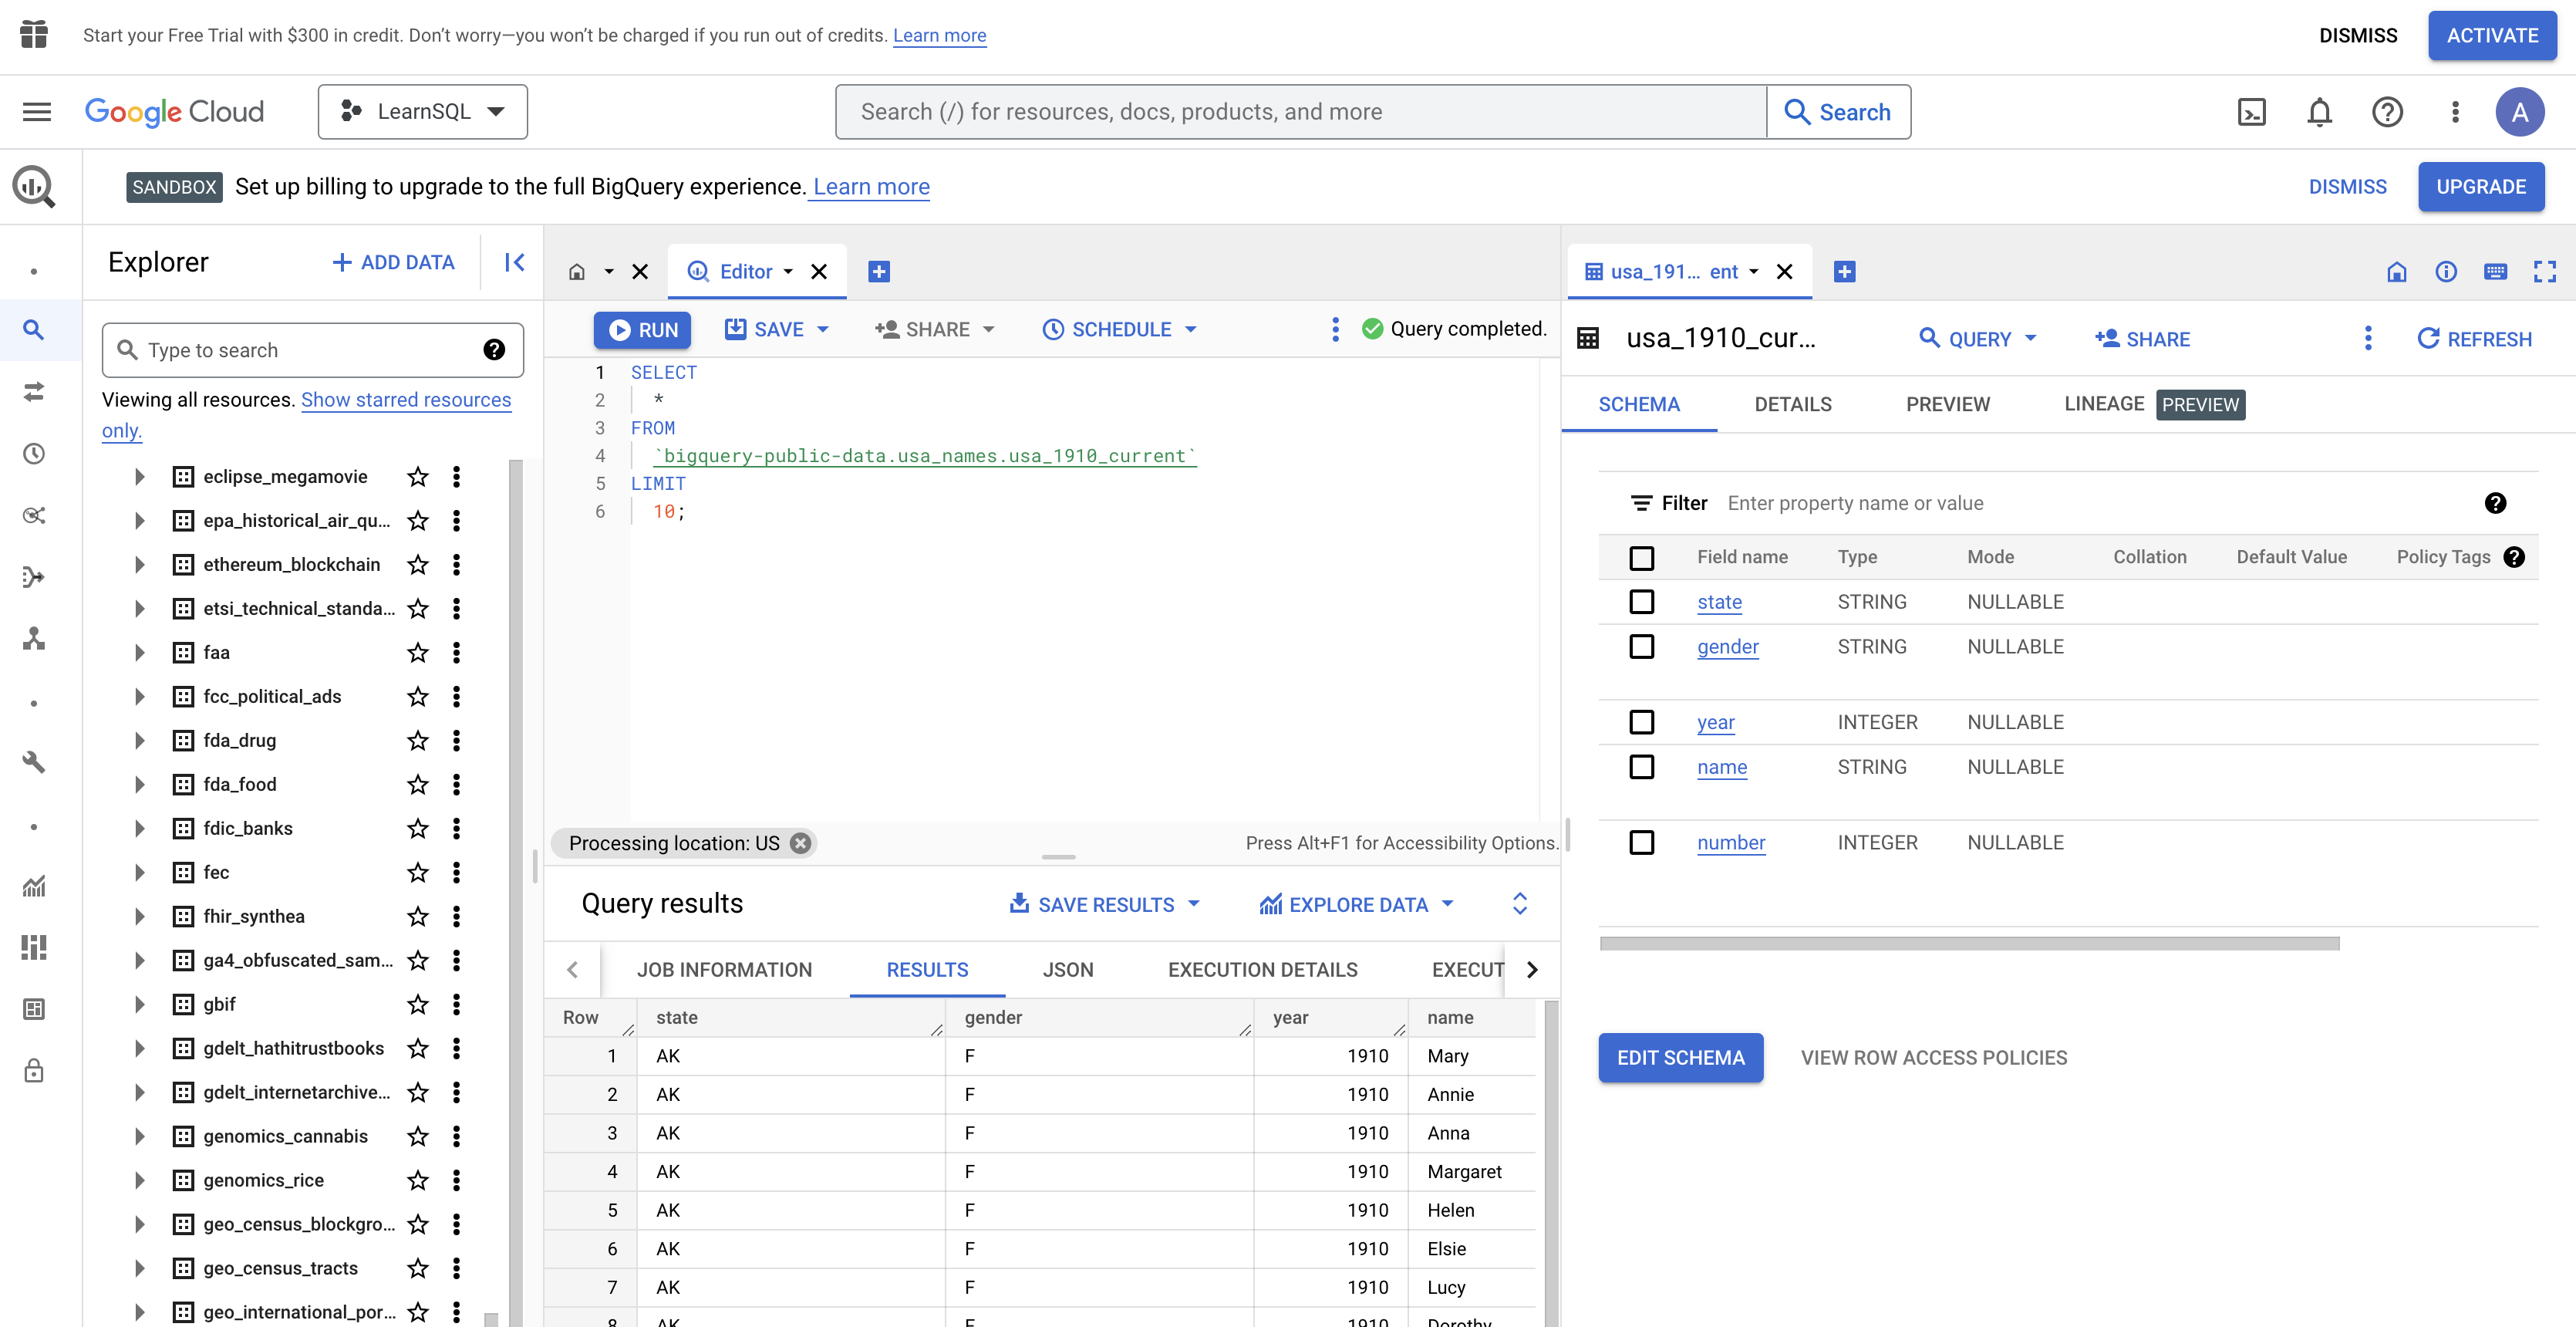 Start your Free Trial with $300 in credit. Don't worry—you won't be charged if you run out of credits. Learn more
DISMISS
ACTIVATE
Google Cloud
LearnSQL
Search (/) for resources, docs, products, and more
Search
A
SANDBOX Set up billing to upgrade to the full BigQuery experience. Learn more
DISMISS
UPGRADE
Explorer
+ ADD DATA
Type to search
Viewing all resources. Show starred resources
only.
eclipse_megamovie
epa_historical_air_qu...
ethereum_blockchain
etsi_technical_standa...
faa
fcc_political_ads
fda_drug
fda_food
fdic_banks
fec
fhir_synthea
ga4_obfuscated_sam...
gbif
gdelt_hathitrustbooks
gdelt_internetarchive...
genomics_cannabis
genomics_rice
geo_census_blockgro...
geo_census_tracts
geo_international_por...
Editor
RUN
SAVE
SHARE
SCHEDULE
Query completed.
1 SELECT
2 *
3 FROM
4 `bigquery-public-data.usa_names.usa_1910_current`
5 LIMIT
6 10;
Processing location: US
Press Alt+F1 for Accessibility Options.
Query results
SAVE RESULTS
EXPLORE DATA
JOB INFORMATION RESULTS JSON EXECUTION DETAILS EXECUT
Row state gender year name
1 AK F 1910 Mary
2 AK F 1910 Annie
3 AK F 1910 Anna
4 AK F 1910 Margaret
5 AK F 1910 Helen
6 AK F 1910 Elsie
7 AK F 1910 Lucy
8 AK F 1910 Dorothy
usa_191... ent
usa_1910_cur...
QUERY
SHARE
REFRESH
SCHEMA DETAILS PREVIEW LINEAGE PREVIEW
Filter Enter property name or value
Field name Type Mode Collation Default Value Policy Tags
state STRING NULLABLE
gender STRING NULLABLE
year INTEGER NULLABLE
name STRING NULLABLE
number INTEGER NULLABLE
EDIT SCHEMA
VIEW ROW ACCESS POLICIES